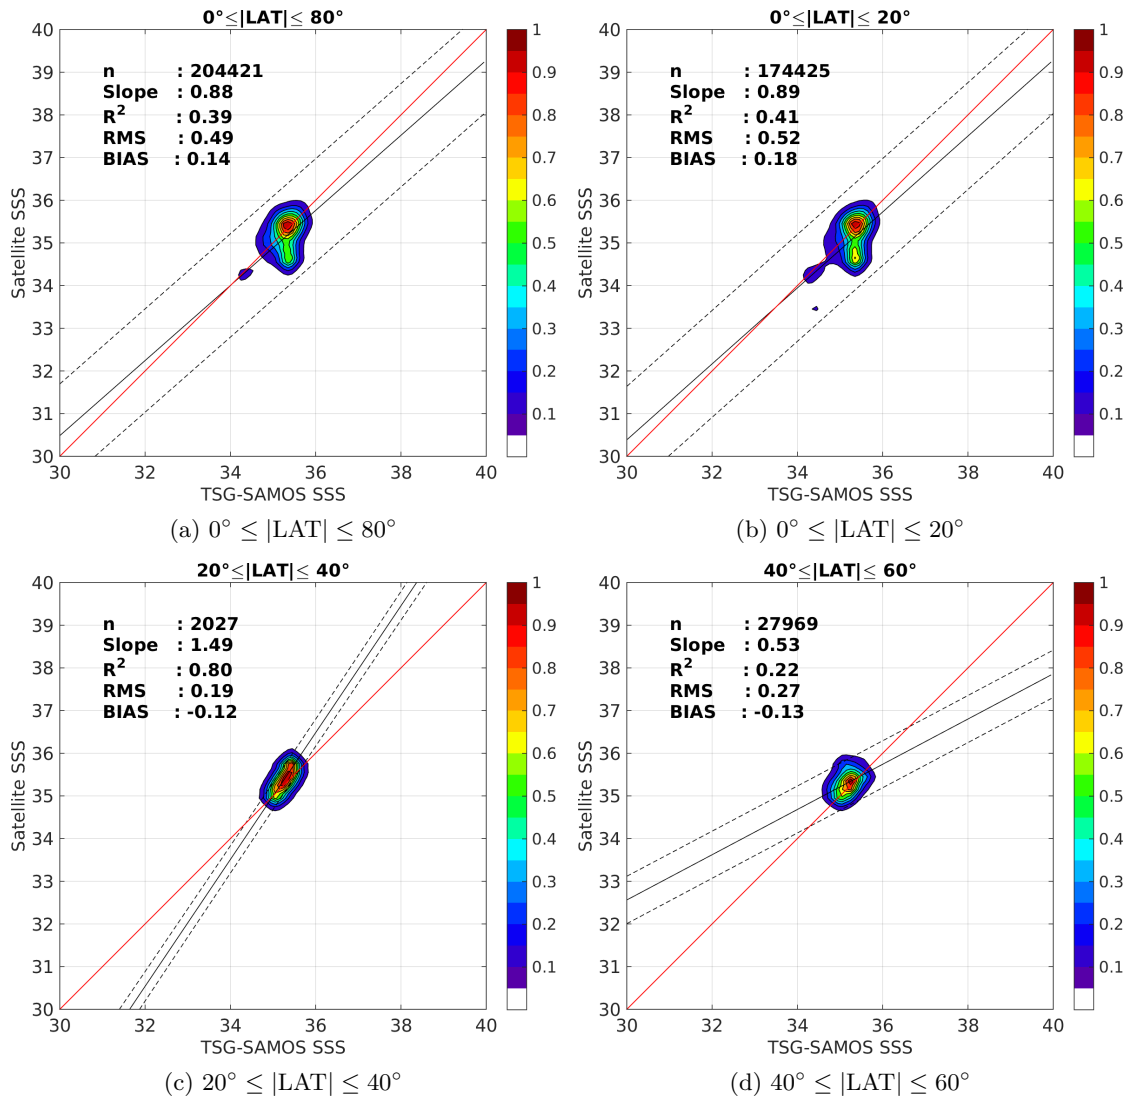 0°≤|LAT|≤ 80°
40
39
38
37
36
35
34
33
32
31
30
Satellite SSS
n : 204421
Slope : 0.88
R² : 0.39
RMS : 0.49
BIAS : 0.14
30 32 34 36 38 40
TSG-SAMOS SSS
1
0.9
0.8
0.7
0.6
0.5
0.4
0.3
0.2
0.1
(a) 0° ≤ |LAT| ≤ 80°
0°≤|LAT|≤ 20°
40
39
38
37
36
35
34
33
32
31
30
Satellite SSS
n : 174425
Slope : 0.89
R² : 0.41
RMS : 0.52
BIAS : 0.18
30 32 34 36 38 40
TSG-SAMOS SSS
1
0.9
0.8
0.7
0.6
0.5
0.4
0.3
0.2
0.1
(b) 0° ≤ |LAT| ≤ 20°
20°≤|LAT|≤ 40°
40
39
38
37
36
35
34
33
32
31
30
Satellite SSS
n : 2027
Slope : 1.49
R² : 0.80
RMS : 0.19
BIAS : -0.12
30 32 34 36 38 40
TSG-SAMOS SSS
1
0.9
0.8
0.7
0.6
0.5
0.4
0.3
0.2
0.1
(c) 20° ≤ |LAT| ≤ 40°
40°≤|LAT|≤ 60°
40
39
38
37
36
35
34
33
32
31
30
Satellite SSS
n : 27969
Slope : 0.53
R² : 0.22
RMS : 0.27
BIAS : -0.13
30 32 34 36 38 40
TSG-SAMOS SSS
1
0.9
0.8
0.7
0.6
0.5
0.4
0.3
0.2
0.1
(d) 40° ≤ |LAT| ≤ 60°